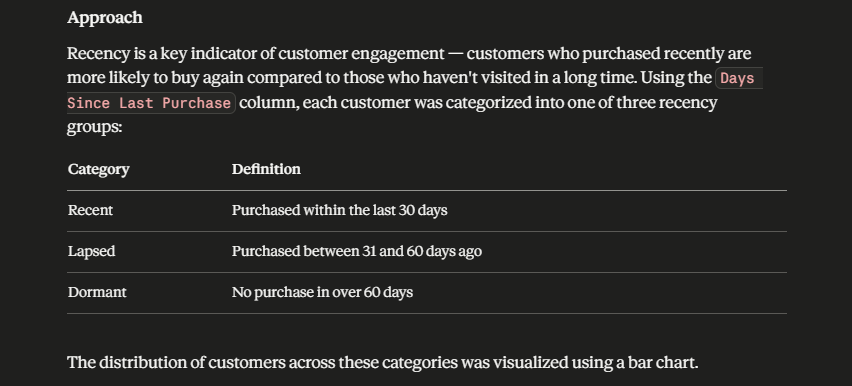 Approach
Recency is a key indicator of customer engagement — customers who purchased recently are
more likely to buy again compared to those who haven't visited in a long time. Using the Days
Since Last Purchase column, each customer was categorized into one of three recency
groups:
Category Definition
Recent Purchased within the last 30 days
Lapsed Purchased between 31 and 60 days ago
Dormant No purchase in over 60 days
The distribution of customers across these categories was visualized using a bar chart.